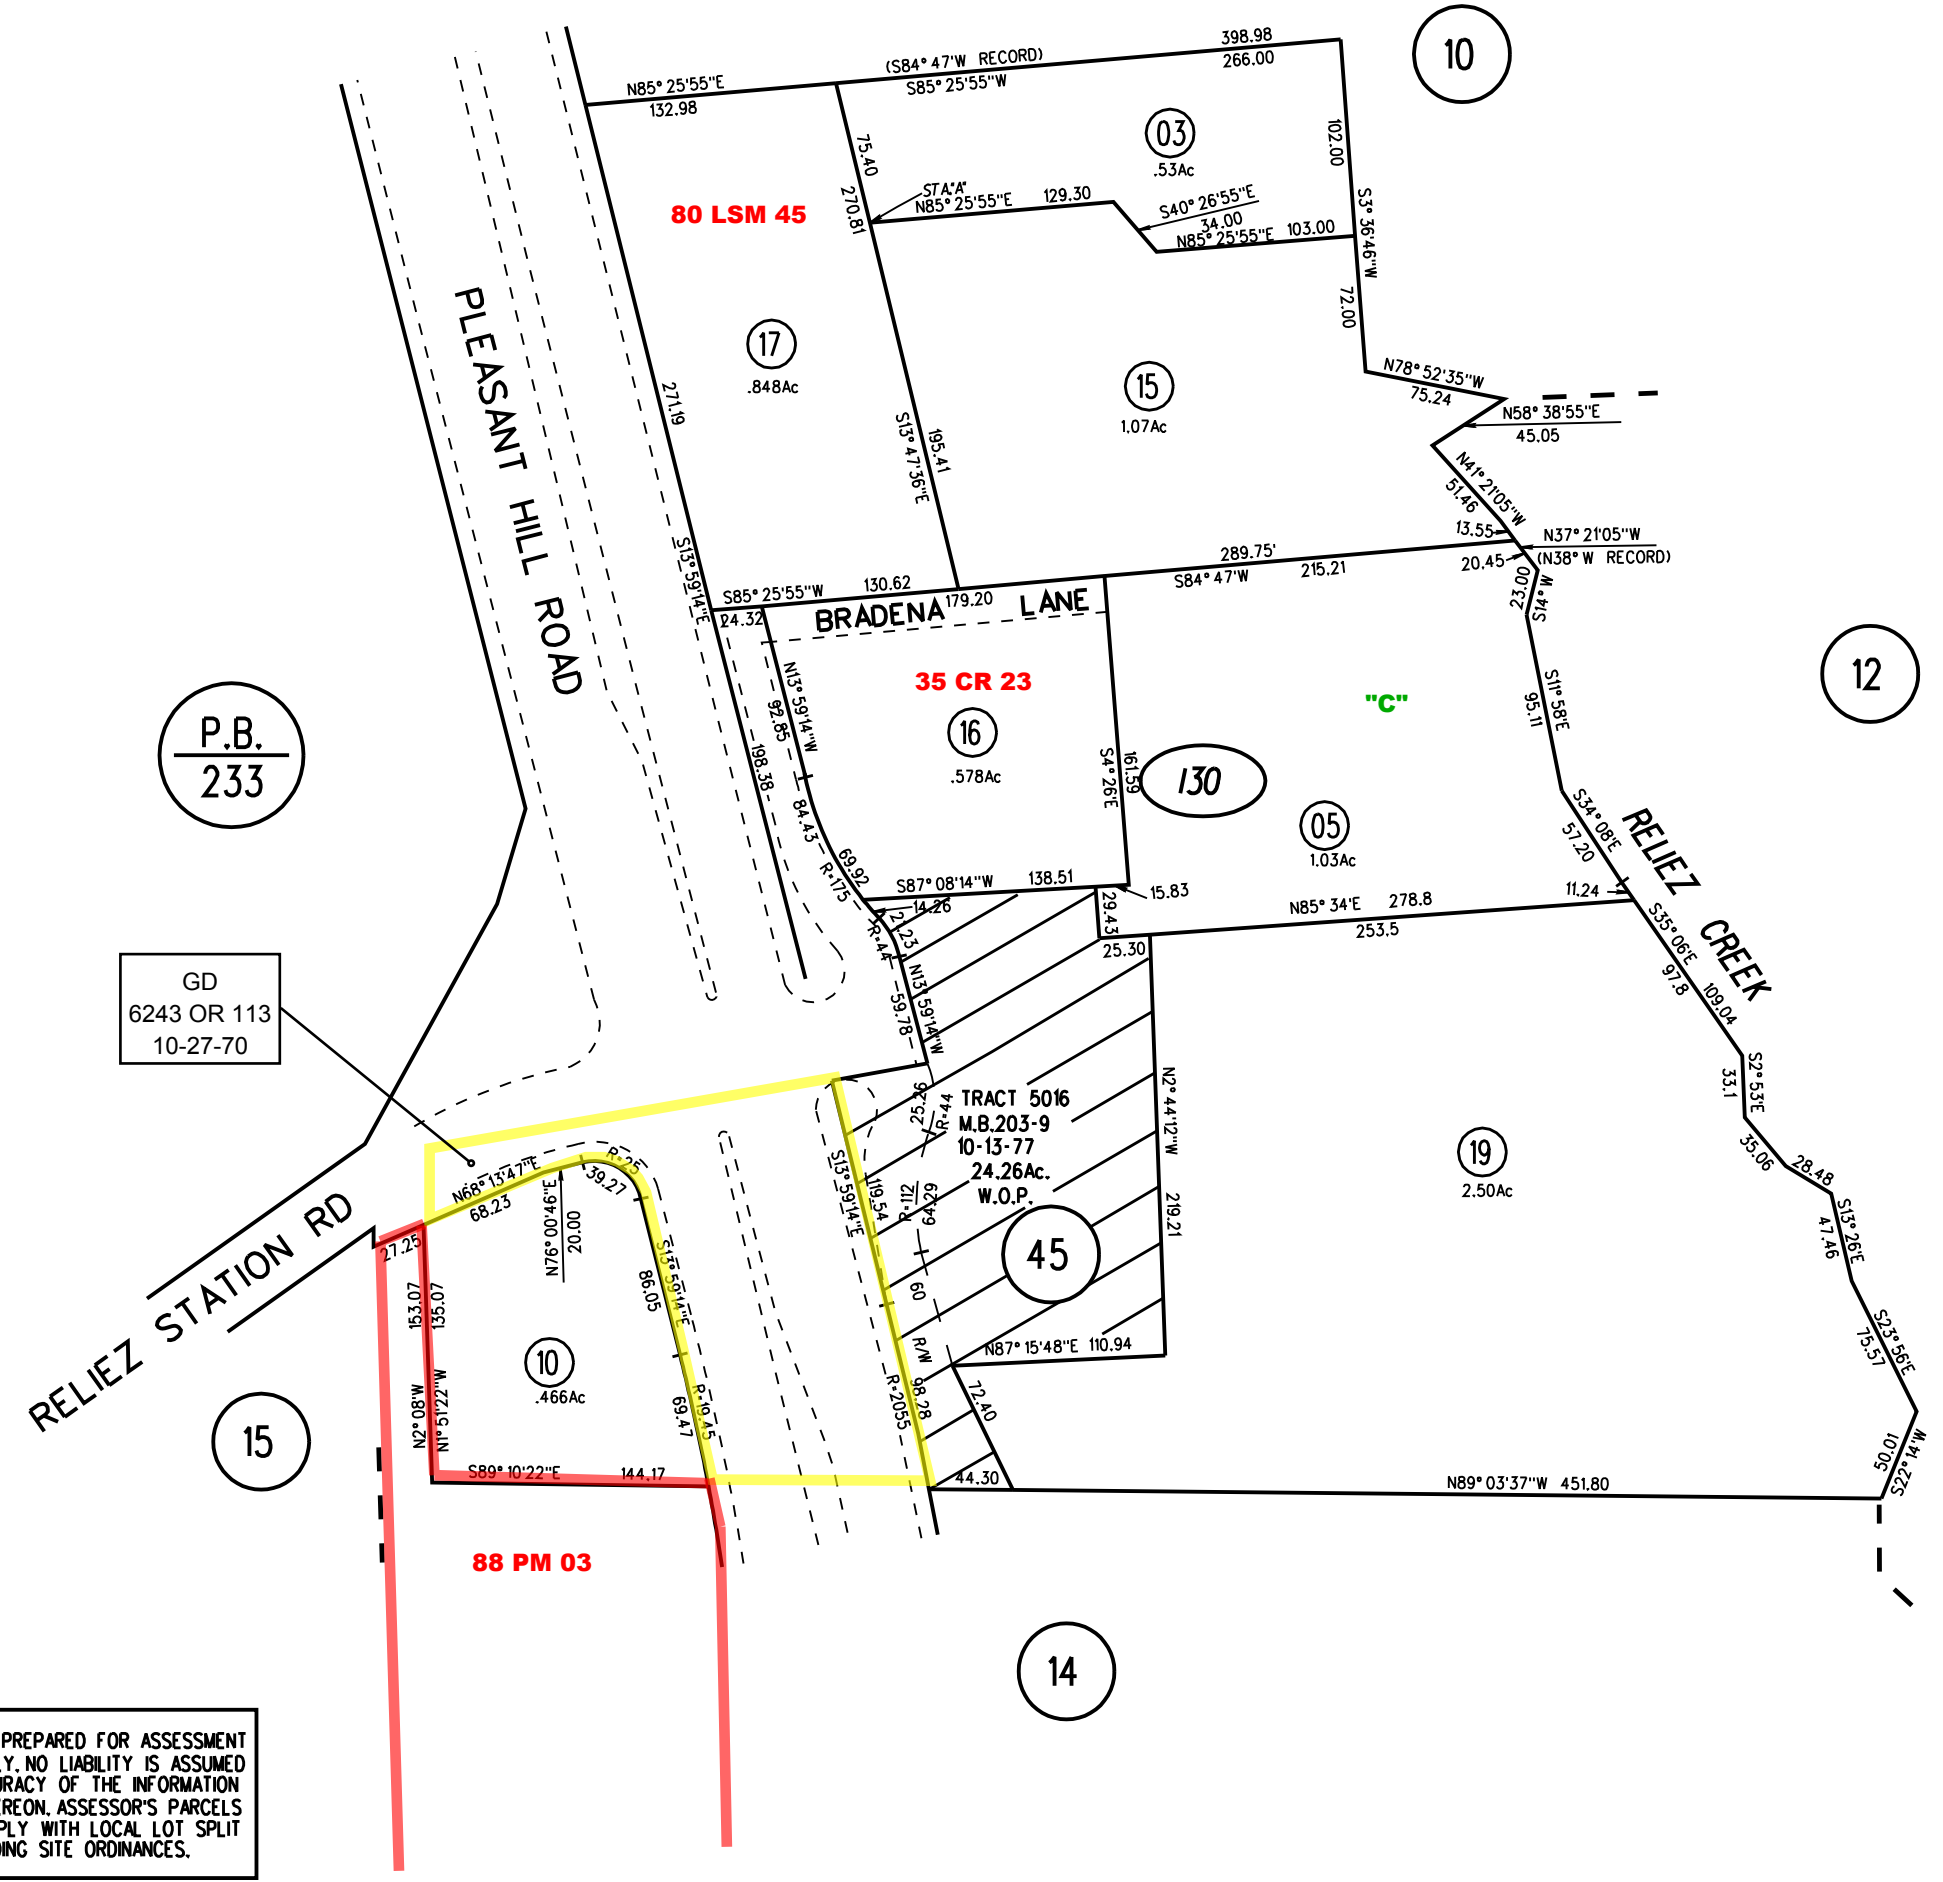 398.98
10
(S84° 47'W RECORD)
266.00
N85° 25'55"E
S85° 25'55"W
132.98
03
.53Ac
102.00
75.40
STA."A"
N85° 25'55"E 129.30
S40° 26'55"E
34.00
N85° 25'55"E 103.00
S3° 36'46"W
80 LSM 45
270.81
72.00
PLEASANT HILL ROAD
17
.848Ac
271.19
15
1.07Ac
N78° 52'35"W
75.24
N58° 38'55"E
45.05
S13° 47'36"E
195.41
N41° 21'05"W
51.46
13.55
N37° 21'05"W
(N38° W RECORD)
20.45
289.75'
S84° 47'W 215.21
23.00
S14° W
S13° 59'14"E
S85° 25'55"W 130.62
24.32
BRADENA LANE
179.20
35 CR 23
"C"
12
P.B.
233
N13° 59'14"W
92.85
16
.578Ac
198.38
S4° 26'E
161.59
130
05
1.03Ac
S11° 58'E
95.11
S34° 08'E
57.20
RELIEZ CREEK
84.43
69.92
R=175
S87° 08'14"W 138.51
15.83
14.26
29.43
N85° 34'E 278.8
253.5
11.24
25.30
21.23
R=44
S35° 06'E
97.8
109.04
N13° 59'14"W
59.78
GD
6243 OR 113
10-27-70
25.26
R=44
TRACT 5016
M.B.203-9
10-13-77
24.26Ac.
W.O.P.
N2° 44'12"W
219.21
S2° 53'E
33.1
35.06
28.48
19
2.50Ac
S13° 26'E
47.46
RELIEZ STATION RD
N68° 13'47"E
68.23
R=25
39.27
N76° 00'46"E
20.00
27.25
S13° 59'14"E
119.54
R=112
64.29
45
S13° 59'14"E
86.05
60
R/W
153.07
135.07
N2° 08'W
N1° 51'22"W
10
.466Ac
N87° 15'48"E 110.94
S23° 56'E
75.57
R=1945
69.47
R=2055
98.28
72.40
15
S89° 10'22"E 144.17
44.30
N89° 03'37"W 451.80
50.01
S22° 14'W
88 PM 03
14
PREPARED FOR ASSESSMENT
Y. NO LIABILITY IS ASSUMED
RACY OF THE INFORMATION
REON. ASSESSOR'S PARCELS
PLY WITH LOCAL LOT SPLIT
ING SITE ORDINANCES.